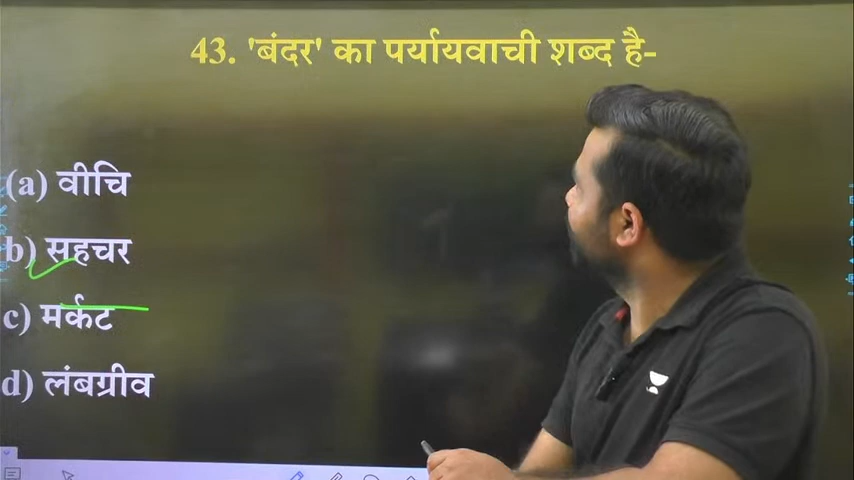 43. 'बंदर' का पर्यायवाची शब्द है-
(a) वीचि
b) सहचर
c) मर्कट
d) लंबग्रीव